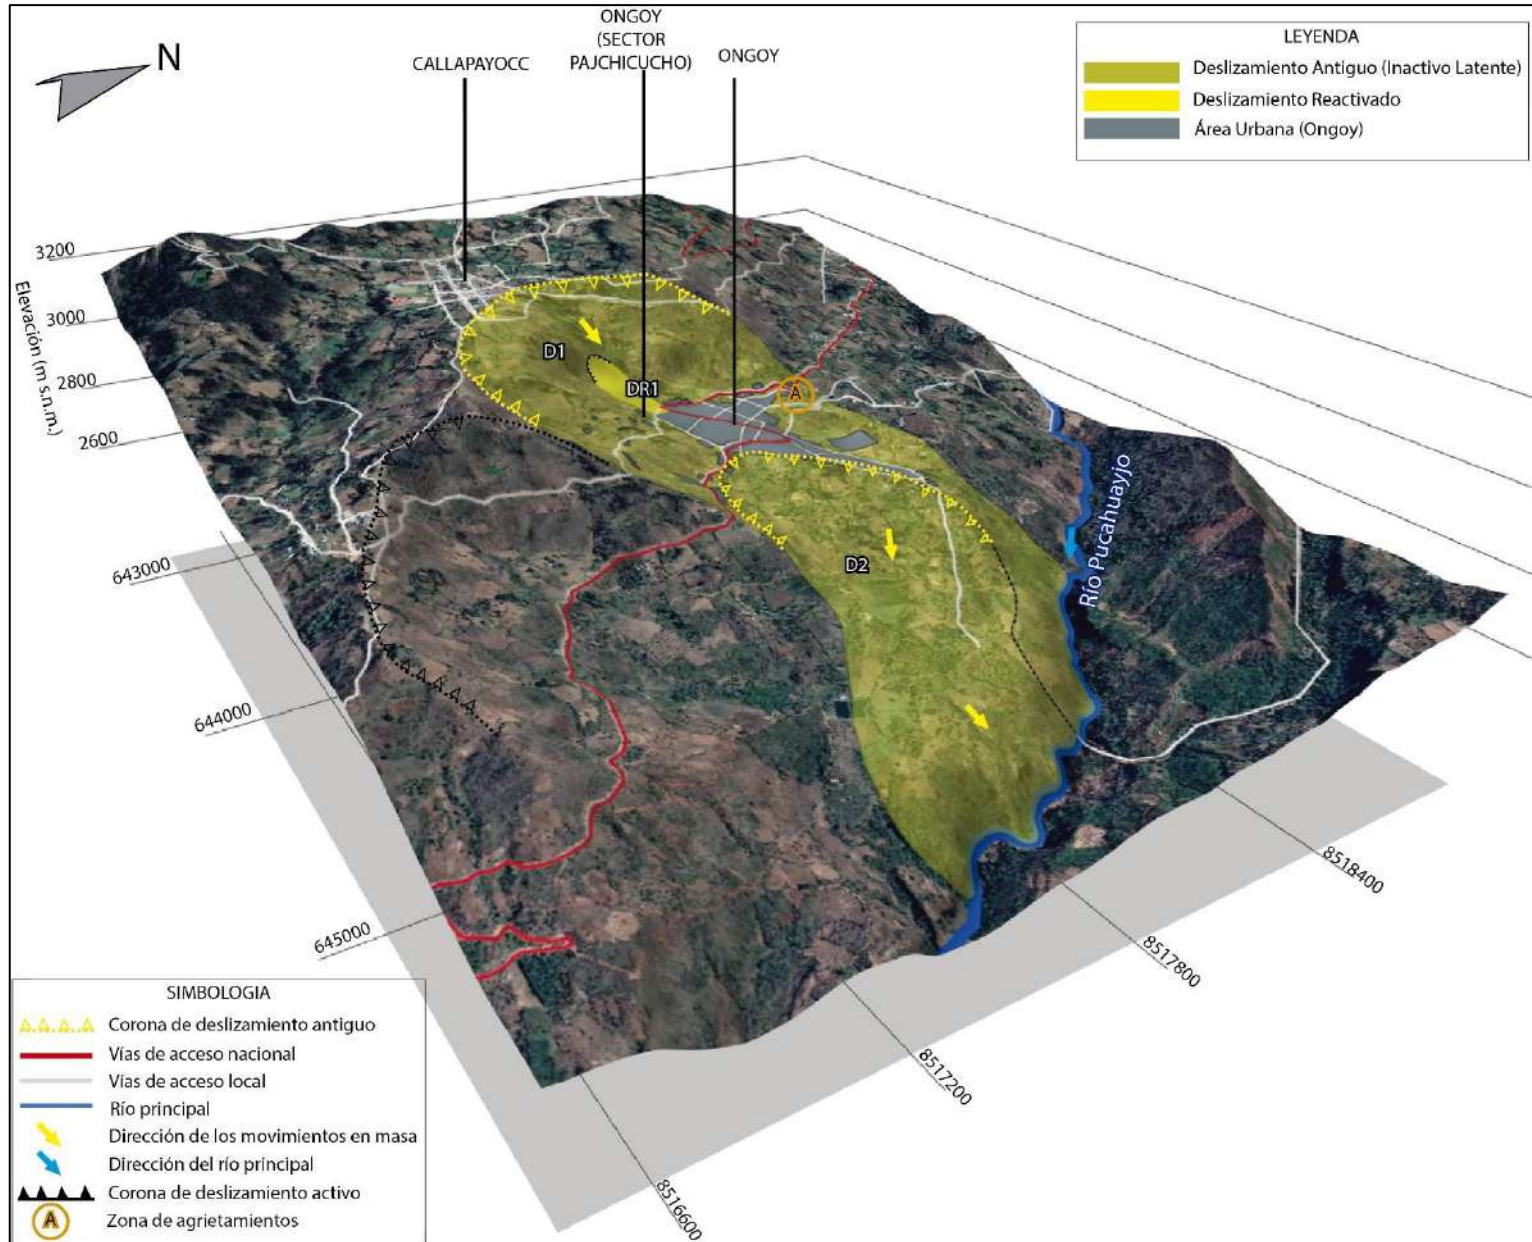 ONGOY
(SECTOR
PAJCHICUCHO)
CALLAPAYOCC
ONGOY
N
LEYENDA
Deslizamiento Antiguo (Inactivo Latente)
Deslizamiento Reactivado
Área Urbana (Ongoy)
3200
3000
2800
2600
Elevación (m s.n.m.)
D1
DR1
A
D2
Río Pucahuayjo
643000
644000
645000
8518400
8517800
8517200
8516600
SIMBOLOGIA
Corona de deslizamiento antiguo
Vías de acceso nacional
Vías de acceso local
Río principal
Dirección de los movimientos en masa
Dirección del río principal
Corona de deslizamiento activo
A Zona de agrietamientos